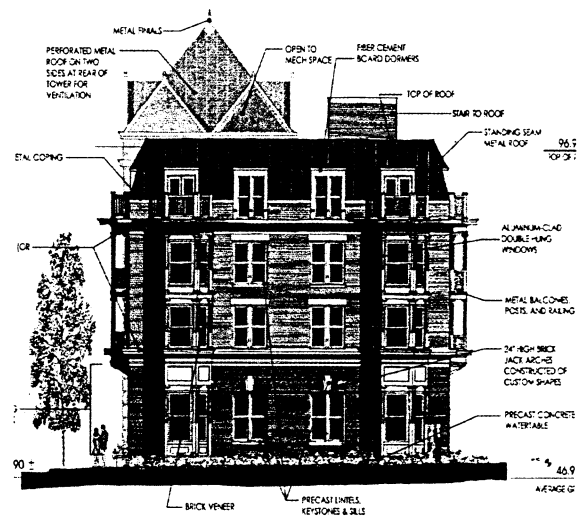 METAL FINIALS
PERFORATED METAL
ROOF ON TWO
SIDES AT REAR OF
TOWER FOR
VENTILATION
OPEN TO
MECH SPACE
FIBER CEMENT
BOARD DORMERS
TOP OF ROOF
STAIR TO ROOF
STANDING SEAM
METAL ROOF
96.9
TOP OF
ETAL COPING
(OR
ALUMINUM-CLAD
DOUBLE HUNG
WINDOWS
METAL BALCONIES,
POSTS, AND RAILING
24" HIGH BRICK
JACK ARCHES
CONSTRUCTED OF
CUSTOM SHAPES
PRECAST CONCRETE
WATERTABLE
90 ±
46.9
AVERAGE G
BRICK VENEER
PRECAST LINTELS,
KEYSTONES & SILLS